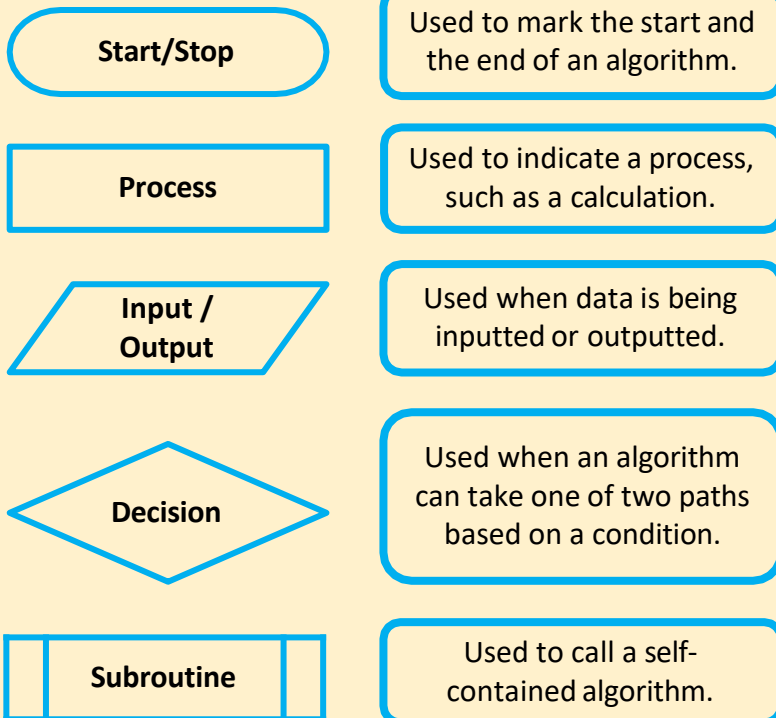 Start/Stop
Used to mark the start and
the end of an algorithm.
Process
Used to indicate a process,
such as a calculation.
Input /
Output
Used when data is being
inputted or outputted.
Decision
Used when an algorithm
can take one of two paths
based on a condition.
Subroutine
Used to call a self-
contained algorithm.